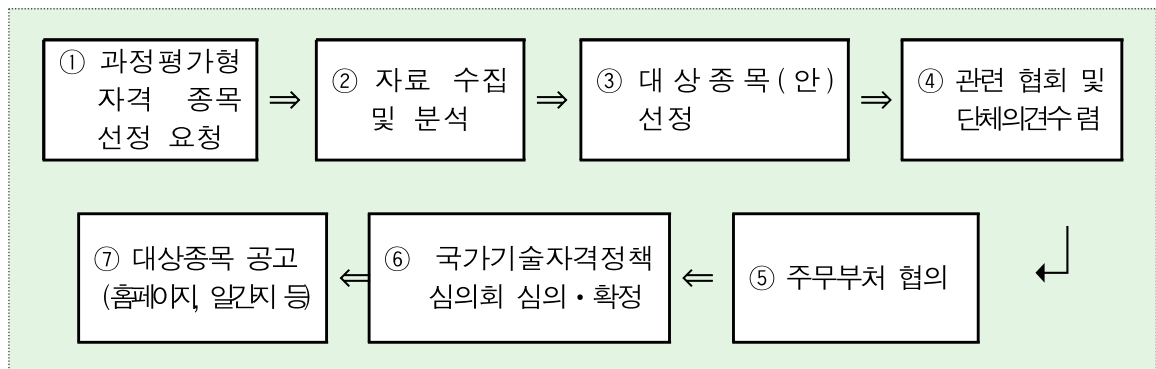 ① 과정평가형
자격 종목
선정 요청
⇒
② 자료 수집
및 분석
⇒
③ 대상종목(안)
선정
⇒
④ 관련 협회 및
단체의견수렴
⑤ 주무부처 협의
⇐
⑥ 국가기술자격정책
심의회 심의・확정
⇐
⑦ 대상종목 공고
(홈페이지, 일간지 등)